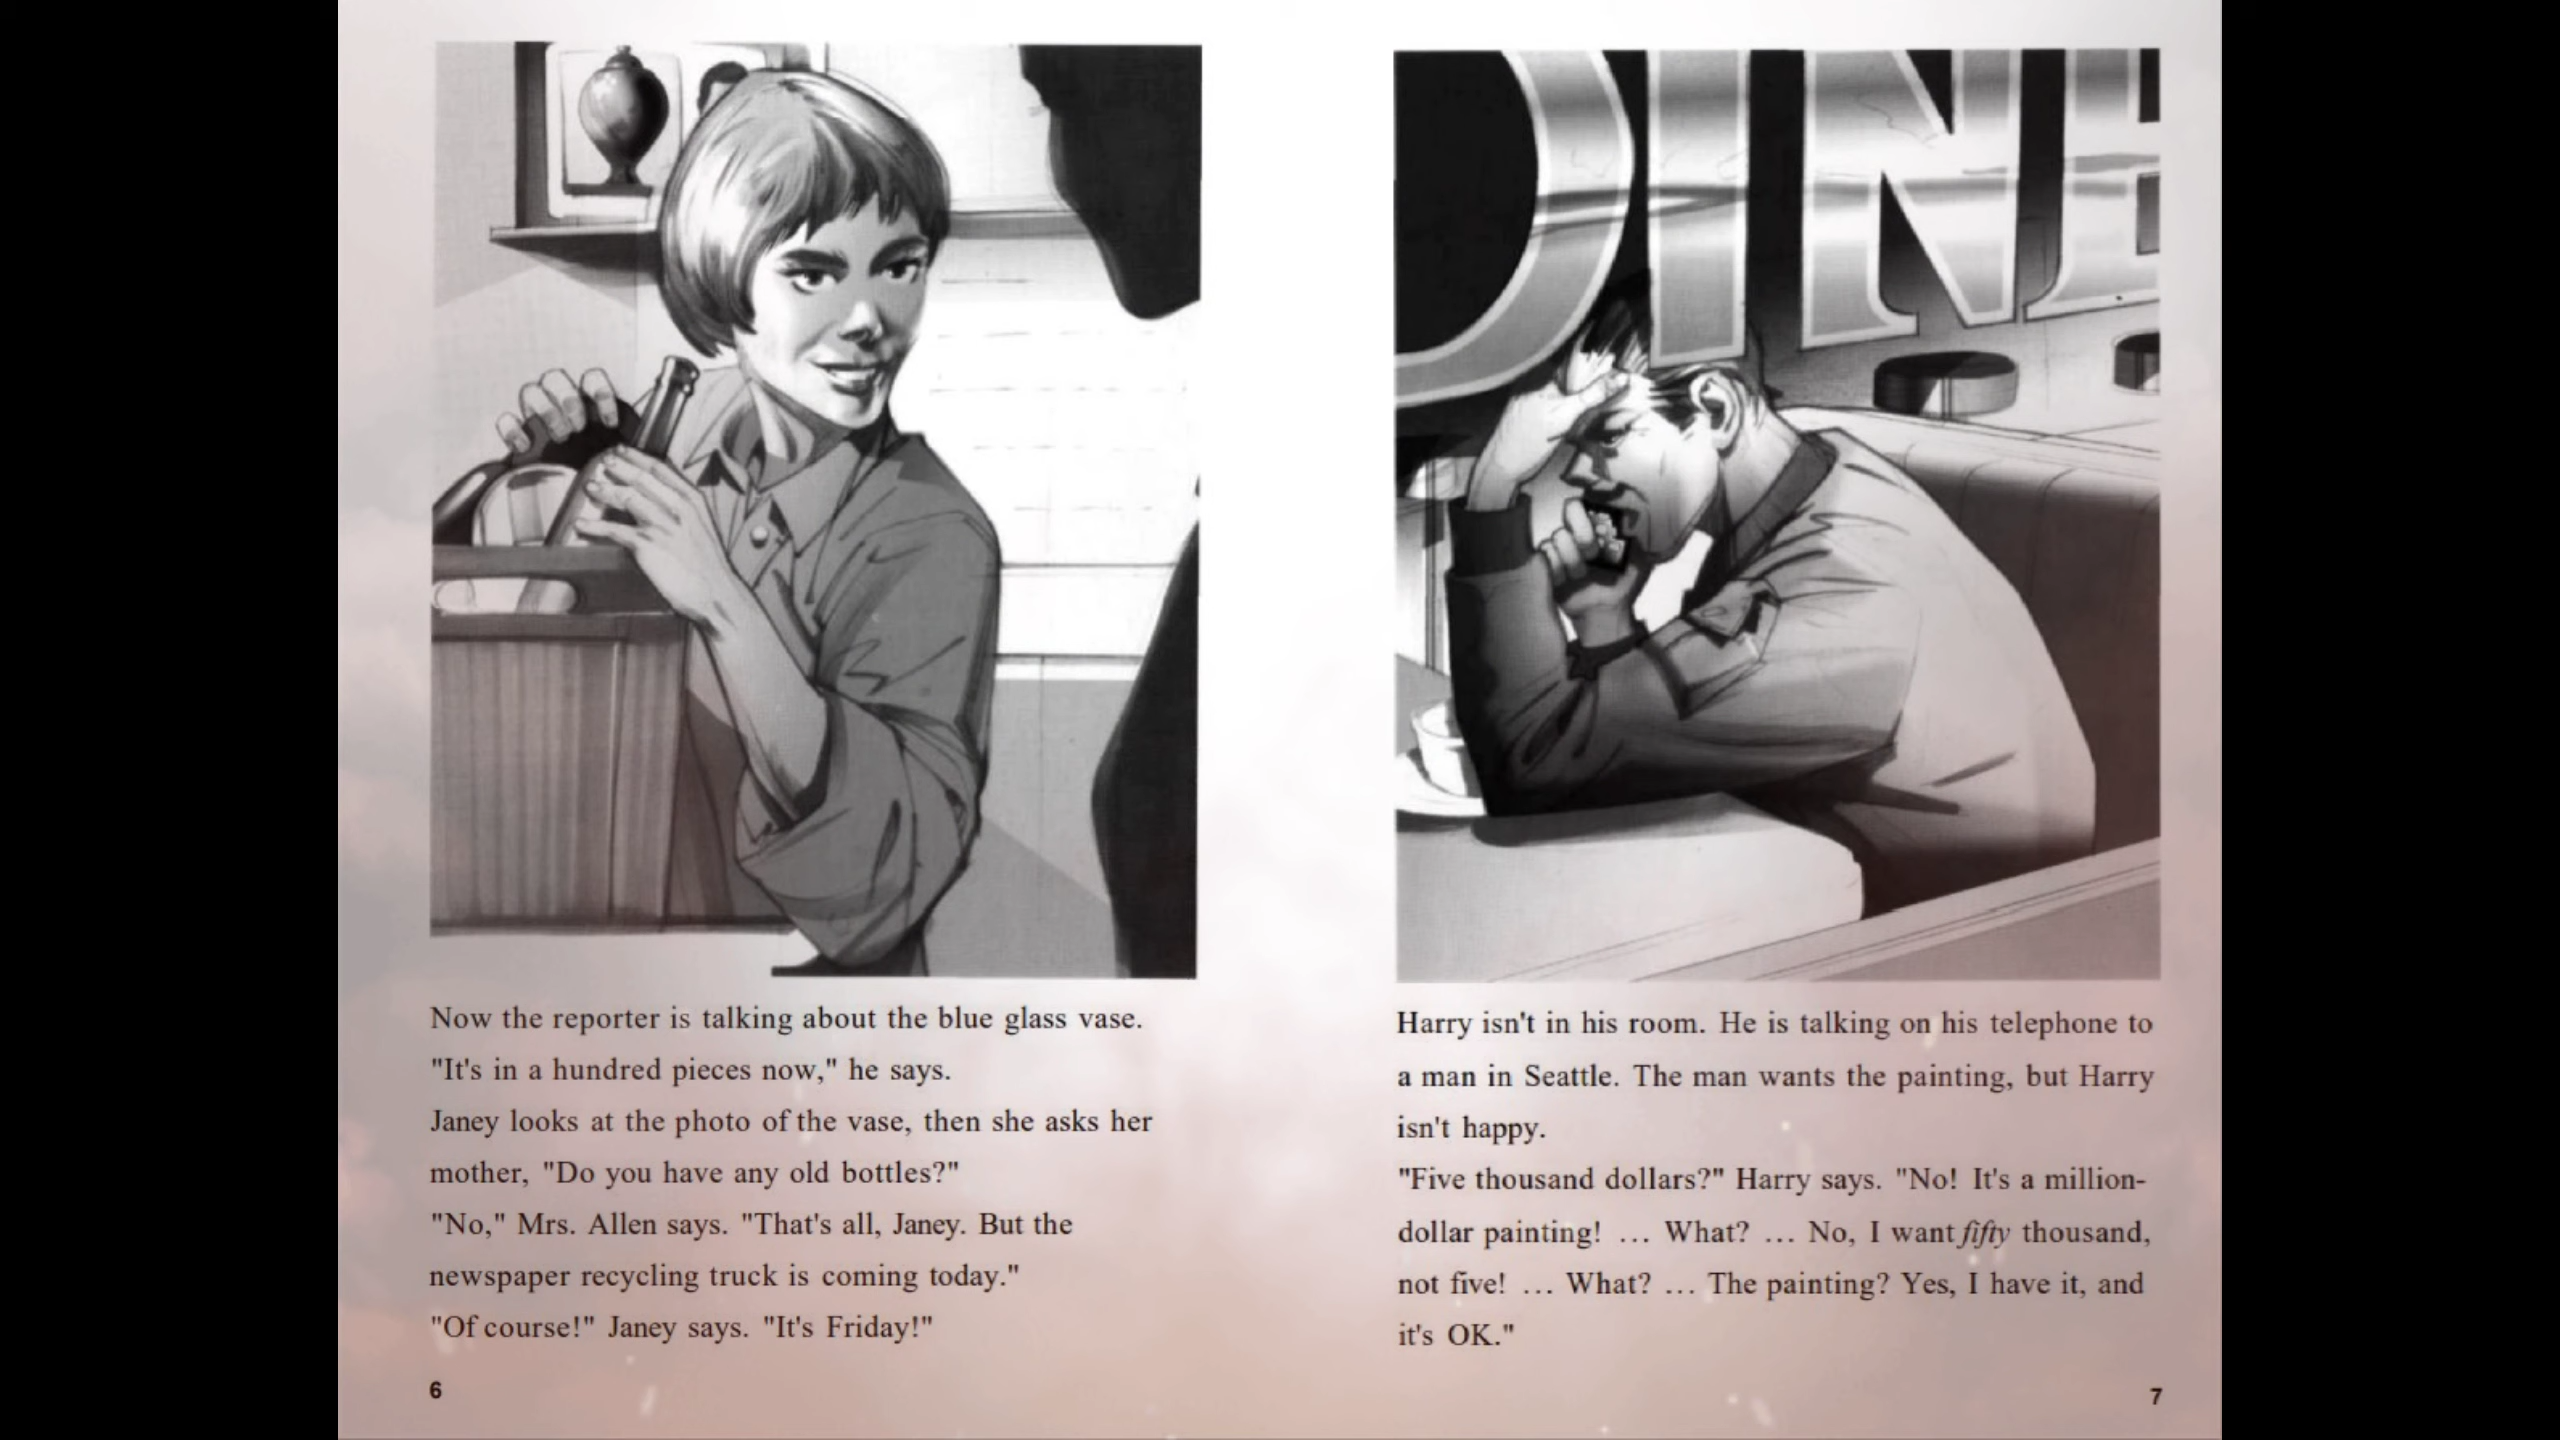 DINE
Now the reporter is talking about the blue glass vase.
"It's in a hundred pieces now," he says.
Janey looks at the photo of the vase, then she asks her
mother, "Do you have any old bottles?"
"No," Mrs. Allen says. "That's all, Janey. But the
newspaper recycling truck is coming today."
"Of course!" Janey says. "It's Friday!"
6
Harry isn't in his room. He is talking on his telephone to
a man in Seattle. The man wants the painting, but Harry
isn't happy.
"Five thousand dollars?" Harry says. "No! It's a million-
dollar painting! ... What? ... No, I want fifty thousand,
not five! ... What? ... The painting? Yes, I have it, and
it's OK."
7